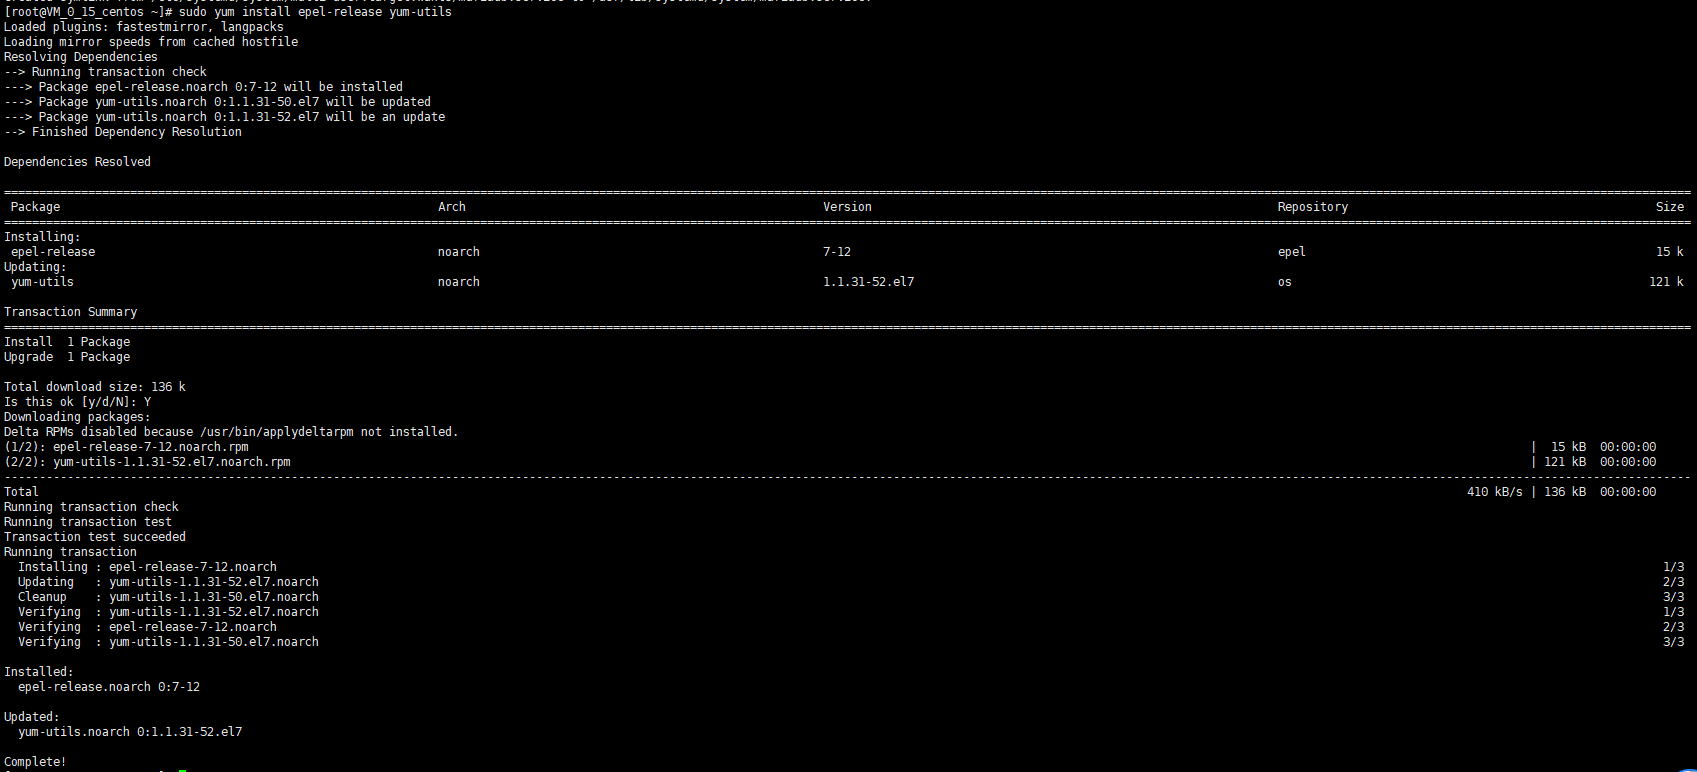 [root@VM_0_15_centos ~]# sudo yum install epel-release yum-utils
Loaded plugins: fastestmirror, langpacks
Loading mirror speeds from cached hostfile
Resolving Dependencies
--> Running transaction check
---> Package epel-release.noarch 0:7-12 will be installed
---> Package yum-utils.noarch 0:1.1.31-50.el7 will be updated
---> Package yum-utils.noarch 0:1.1.31-52.el7 will be an update
--> Finished Dependency Resolution
Dependencies Resolved
Package Arch Version Repository Size
Installing:
epel-release noarch 7-12 epel 15 k
Updating:
yum-utils noarch 1.1.31-52.el7 os 121 k
Transaction Summary
Install 1 Package
Upgrade 1 Package
Total download size: 136 k
Is this ok [y/d/N]: Y
Downloading packages:
Delta RPMs disabled because /usr/bin/applydeltarpm not installed.
(1/2): epel-release-7-12.noarch.rpm | 15 kB 00:00:00
(2/2): yum-utils-1.1.31-52.el7.noarch.rpm | 121 kB 00:00:00
Total 410 kB/s | 136 kB 00:00:00
Running transaction check
Running transaction test
Transaction test succeeded
Running transaction
Installing : epel-release-7-12.noarch 1/3
Updating : yum-utils-1.1.31-52.el7.noarch 2/3
Cleanup : yum-utils-1.1.31-50.el7.noarch 3/3
Verifying : yum-utils-1.1.31-52.el7.noarch 1/3
Verifying : epel-release-7-12.noarch 2/3
Verifying : yum-utils-1.1.31-50.el7.noarch 3/3
Installed:
epel-release.noarch 0:7-12
Updated:
yum-utils.noarch 0:1.1.31-52.el7
Complete!